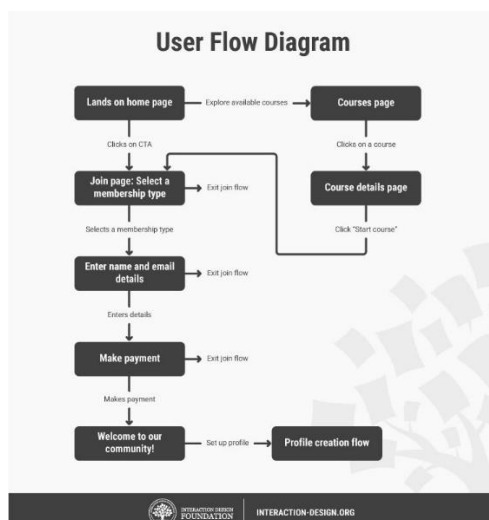 User Flow Diagram
Lands on home page
Explore available courses
Courses page
Clicks on CTA
Clicks on a course
Join page: Select a
membership type
Exit join flow
Course details page
Selects a membership type
Click "Start course"
Enter name and email
details
Exit join flow
Enters details
Make payment
Exit join flow
Makes payment
Welcome to our
community!
Set up profile
Profile creation flow
INTERACTION DESIGN
FOUNDATION
INTERACTION-DESIGN.ORG